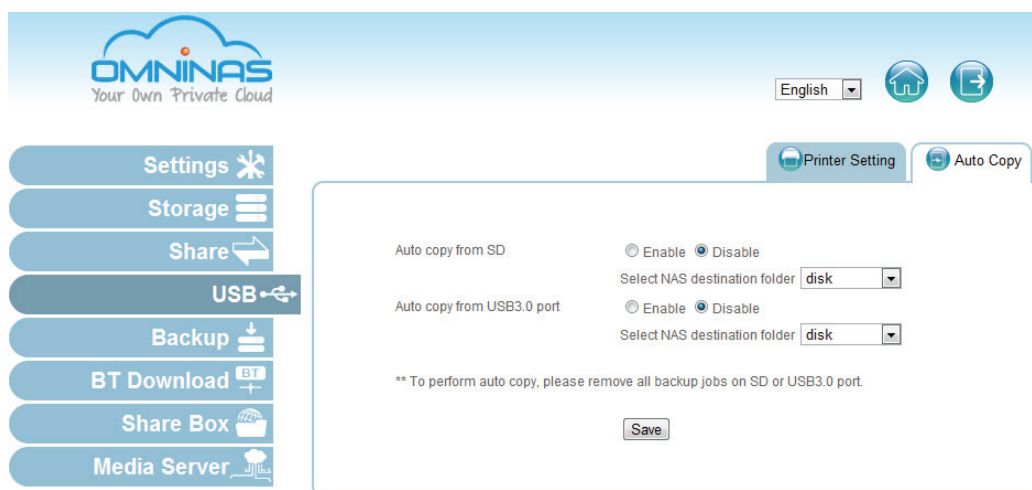 OMNINAS
Your Own Private Cloud
English
Settings
Storage
Share
USB
Backup
BT Download BT
Share Box
Media Server
Printer Setting
Auto Copy
Auto copy from SD Enable Disable
Select NAS destination folder disk
Auto copy from USB3.0 port Enable Disable
Select NAS destination folder disk
** To perform auto copy, please remove all backup jobs on SD or USB3.0 port.
Save